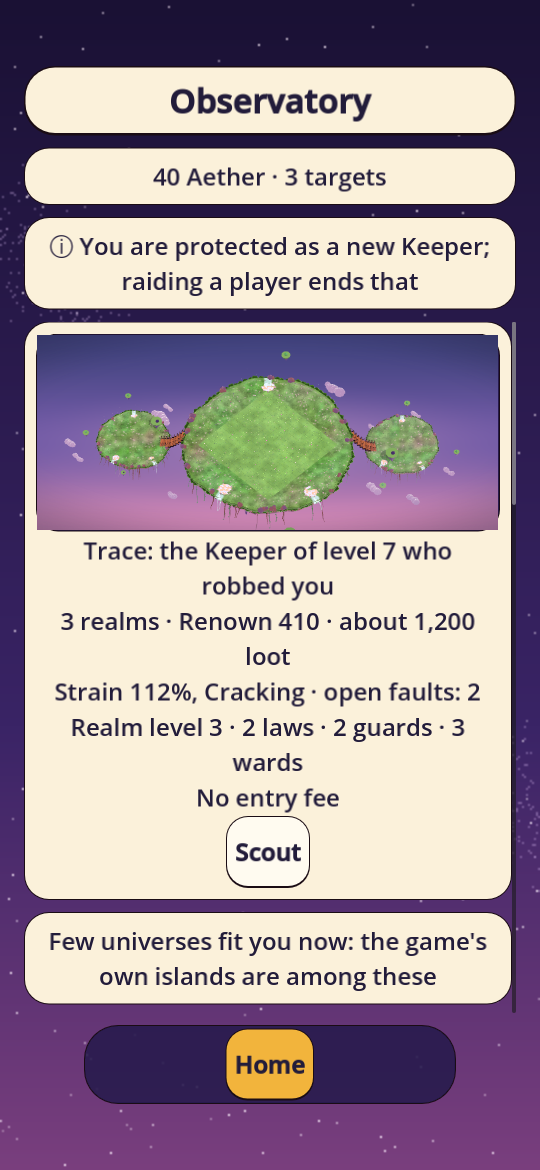 Observatory
40 Aether · 3 targets
ⓘ You are protected as a new Keeper;
raiding a player ends that
Trace: the Keeper of level 7 who
robbed you
3 realms · Renown 410 · about 1,200
loot
Strain 112%, Cracking · open faults: 2
Realm level 3 · 2 laws · 2 guards · 3
wards
No entry fee
Scout
Few universes fit you now: the game's
own islands are among these
Home